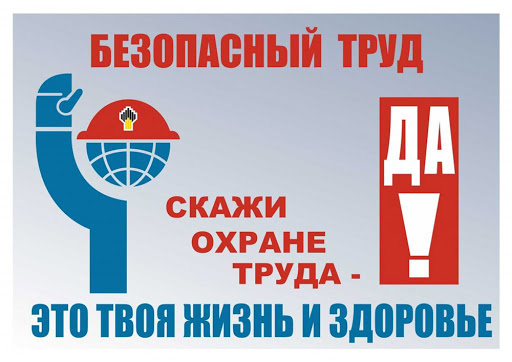 БЕЗОПАСНЫЙ ТРУД
СКАЖИ
ОХРАНЕ
ТРУДА -
ДА
!
ЭТО ТВОЯ ЖИЗНЬ И ЗДОРОВЬЕ